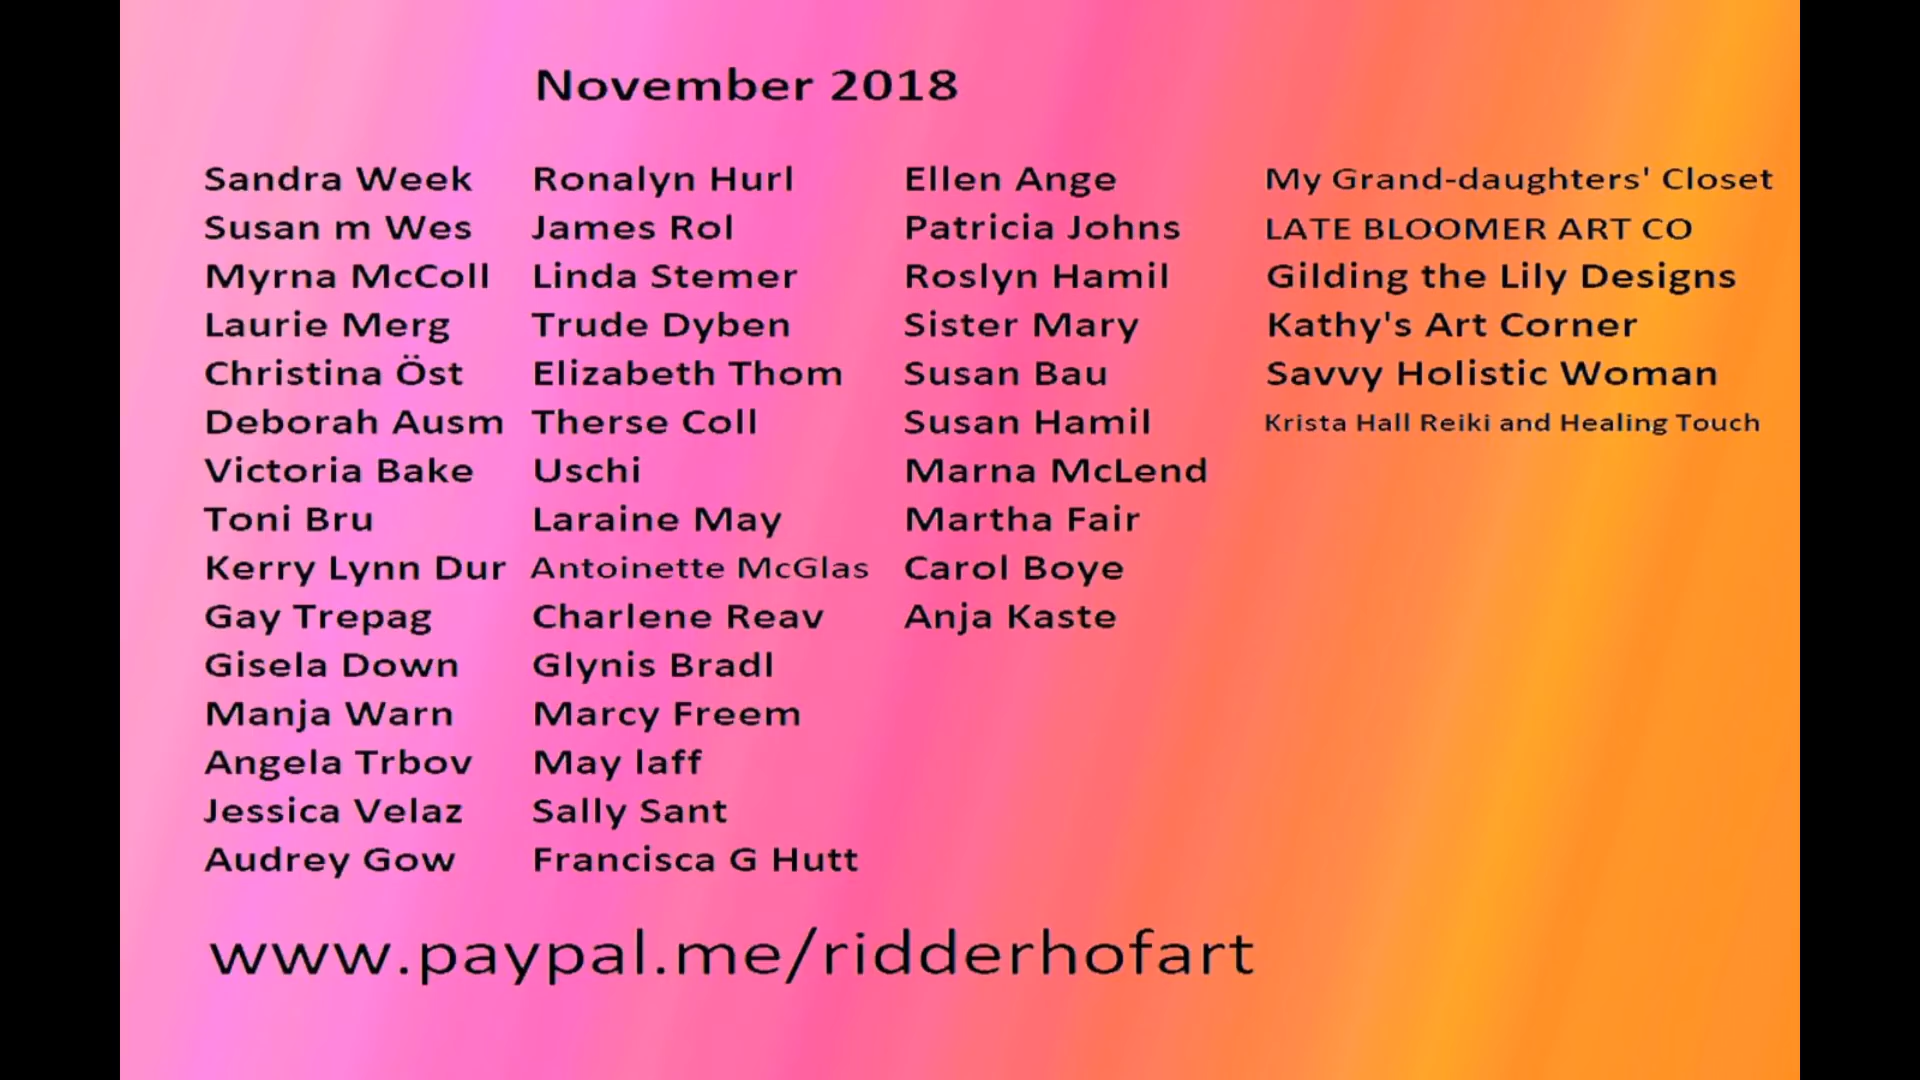 November 2018
Sandra Week
Susan m Wes
Myrna McColl
Laurie Merg
Christina Öst
Deborah Ausm
Victoria Bake
Toni Bru
Kerry Lynn Dur
Gay Trepag
Gisela Down
Manja Warn
Angela Trbov
Jessica Velaz
Audrey Gow
Ronalyn Hurl
James Rol
Linda Stemer
Trude Dyben
Elizabeth Thom
Therse Coll
Uschi
Laraine May
Antoinette McGlas
Charlene Reav
Glynis Bradl
Marcy Freem
May laff
Sally Sant
Francisca G Hutt
Ellen Ange
Patricia Johns
Roslyn Hamil
Sister Mary
Susan Bau
Susan Hamil
Marna McLend
Martha Fair
Carol Boye
Anja Kaste
My Grand-daughters' Closet
LATE BLOOMER ART CO
Gilding the Lily Designs
Kathy's Art Corner
Savvy Holistic Woman
Krista Hall Reiki and Healing Touch
www.paypal.me/ridderhofart